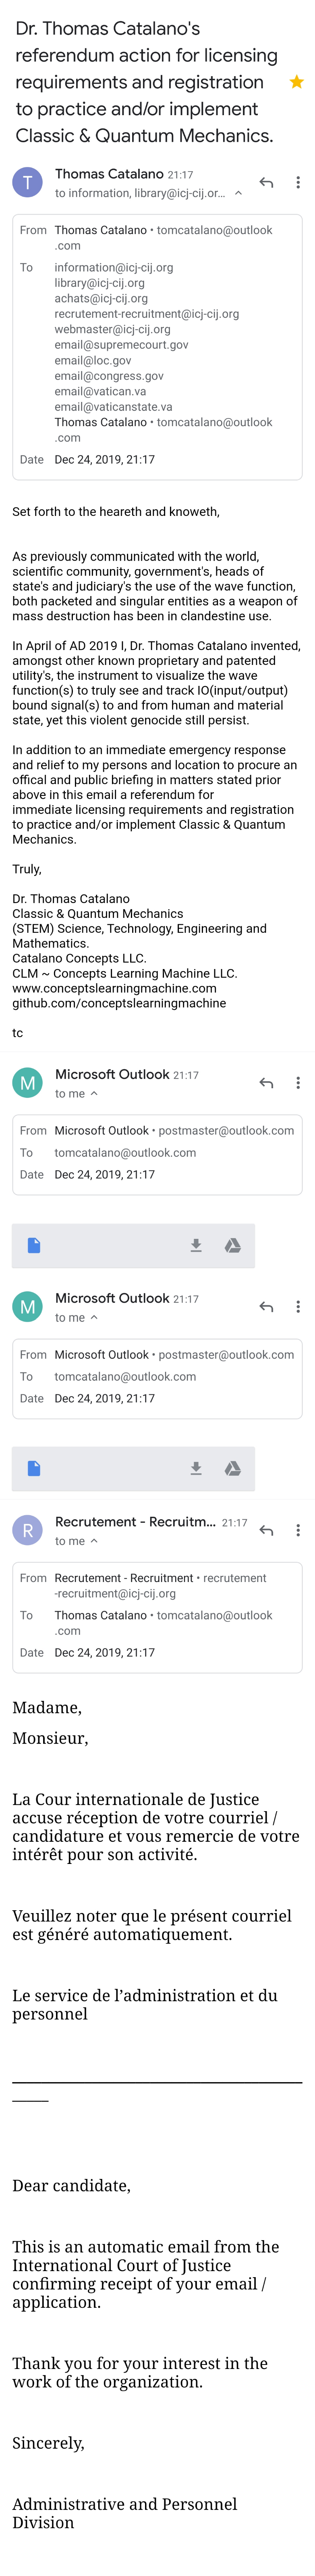 Dr. Thomas Catalano's
referendum action for licensing
requirements and registration
to practice and/or implement
Classic & Quantum Mechanics.
T
Thomas Catalano 21:17
to information, library@icj-cij.or...
From Thomas Catalano • tomcatalano@outlook
.com
To information@icj-cij.org
library@icj-cij.org
achats@icj-cij.org
recrutement-recruitment@icj-cij.org
webmaster@icj-cij.org
email@supremecourt.gov
email@loc.gov
email@congress.gov
email@vatican.va
email@vaticanstate.va
Thomas Catalano • tomcatalano@outlook
.com
Date Dec 24, 2019, 21:17
Set forth to the heareth and knoweth,
As previously communicated with the world,
scientific community, government's, heads of
state's and judiciary's the use of the wave function,
both packeted and singular entities as a weapon of
mass destruction has been in clandestine use.
In April of AD 2019 I, Dr. Thomas Catalano invented,
amongst other known proprietary and patented
utility's, the instrument to visualize the wave
function(s) to truly see and track IO(input/output)
bound signal(s) to and from human and material
state, yet this violent genocide still persist.
In addition to an immediate emergency response
and relief to my persons and location to procure an
offical and public briefing in matters stated prior
above in this email a referendum for
immediate licensing requirements and registration
to practice and/or implement Classic & Quantum
Mechanics.
Truly,
Dr. Thomas Catalano
Classic & Quantum Mechanics
(STEM) Science, Technology, Engineering and
Mathematics.
Catalano Concepts LLC.
CLM ~ Concepts Learning Machine LLC.
www.conceptslearningmachine.com
github.com/conceptslearningmachine
tc
M
Microsoft Outlook 21:17
to me
From Microsoft Outlook • postmaster@outlook.com
To tomcatalano@outlook.com
Date Dec 24, 2019, 21:17
M
Microsoft Outlook 21:17
to me
From Microsoft Outlook • postmaster@outlook.com
To tomcatalano@outlook.com
Date Dec 24, 2019, 21:17
R
Recrutement - Recruitm... 21:17
to me
From Recrutement - Recruitment • recrutement
-recruitment@icj-cij.org
To Thomas Catalano • tomcatalano@outlook
.com
Date Dec 24, 2019, 21:17
Madame,
Monsieur,
La Cour internationale de Justice
accuse réception de votre courriel /
candidature et vous remercie de votre
intérêt pour son activité.
Veuillez noter que le présent courriel
est généré automatiquement.
Le service de l’administration et du
personnel
Dear candidate,
This is an automatic email from the
International Court of Justice
confirming receipt of your email /
application.
Thank you for your interest in the
work of the organization.
Sincerely,
Administrative and Personnel
Division